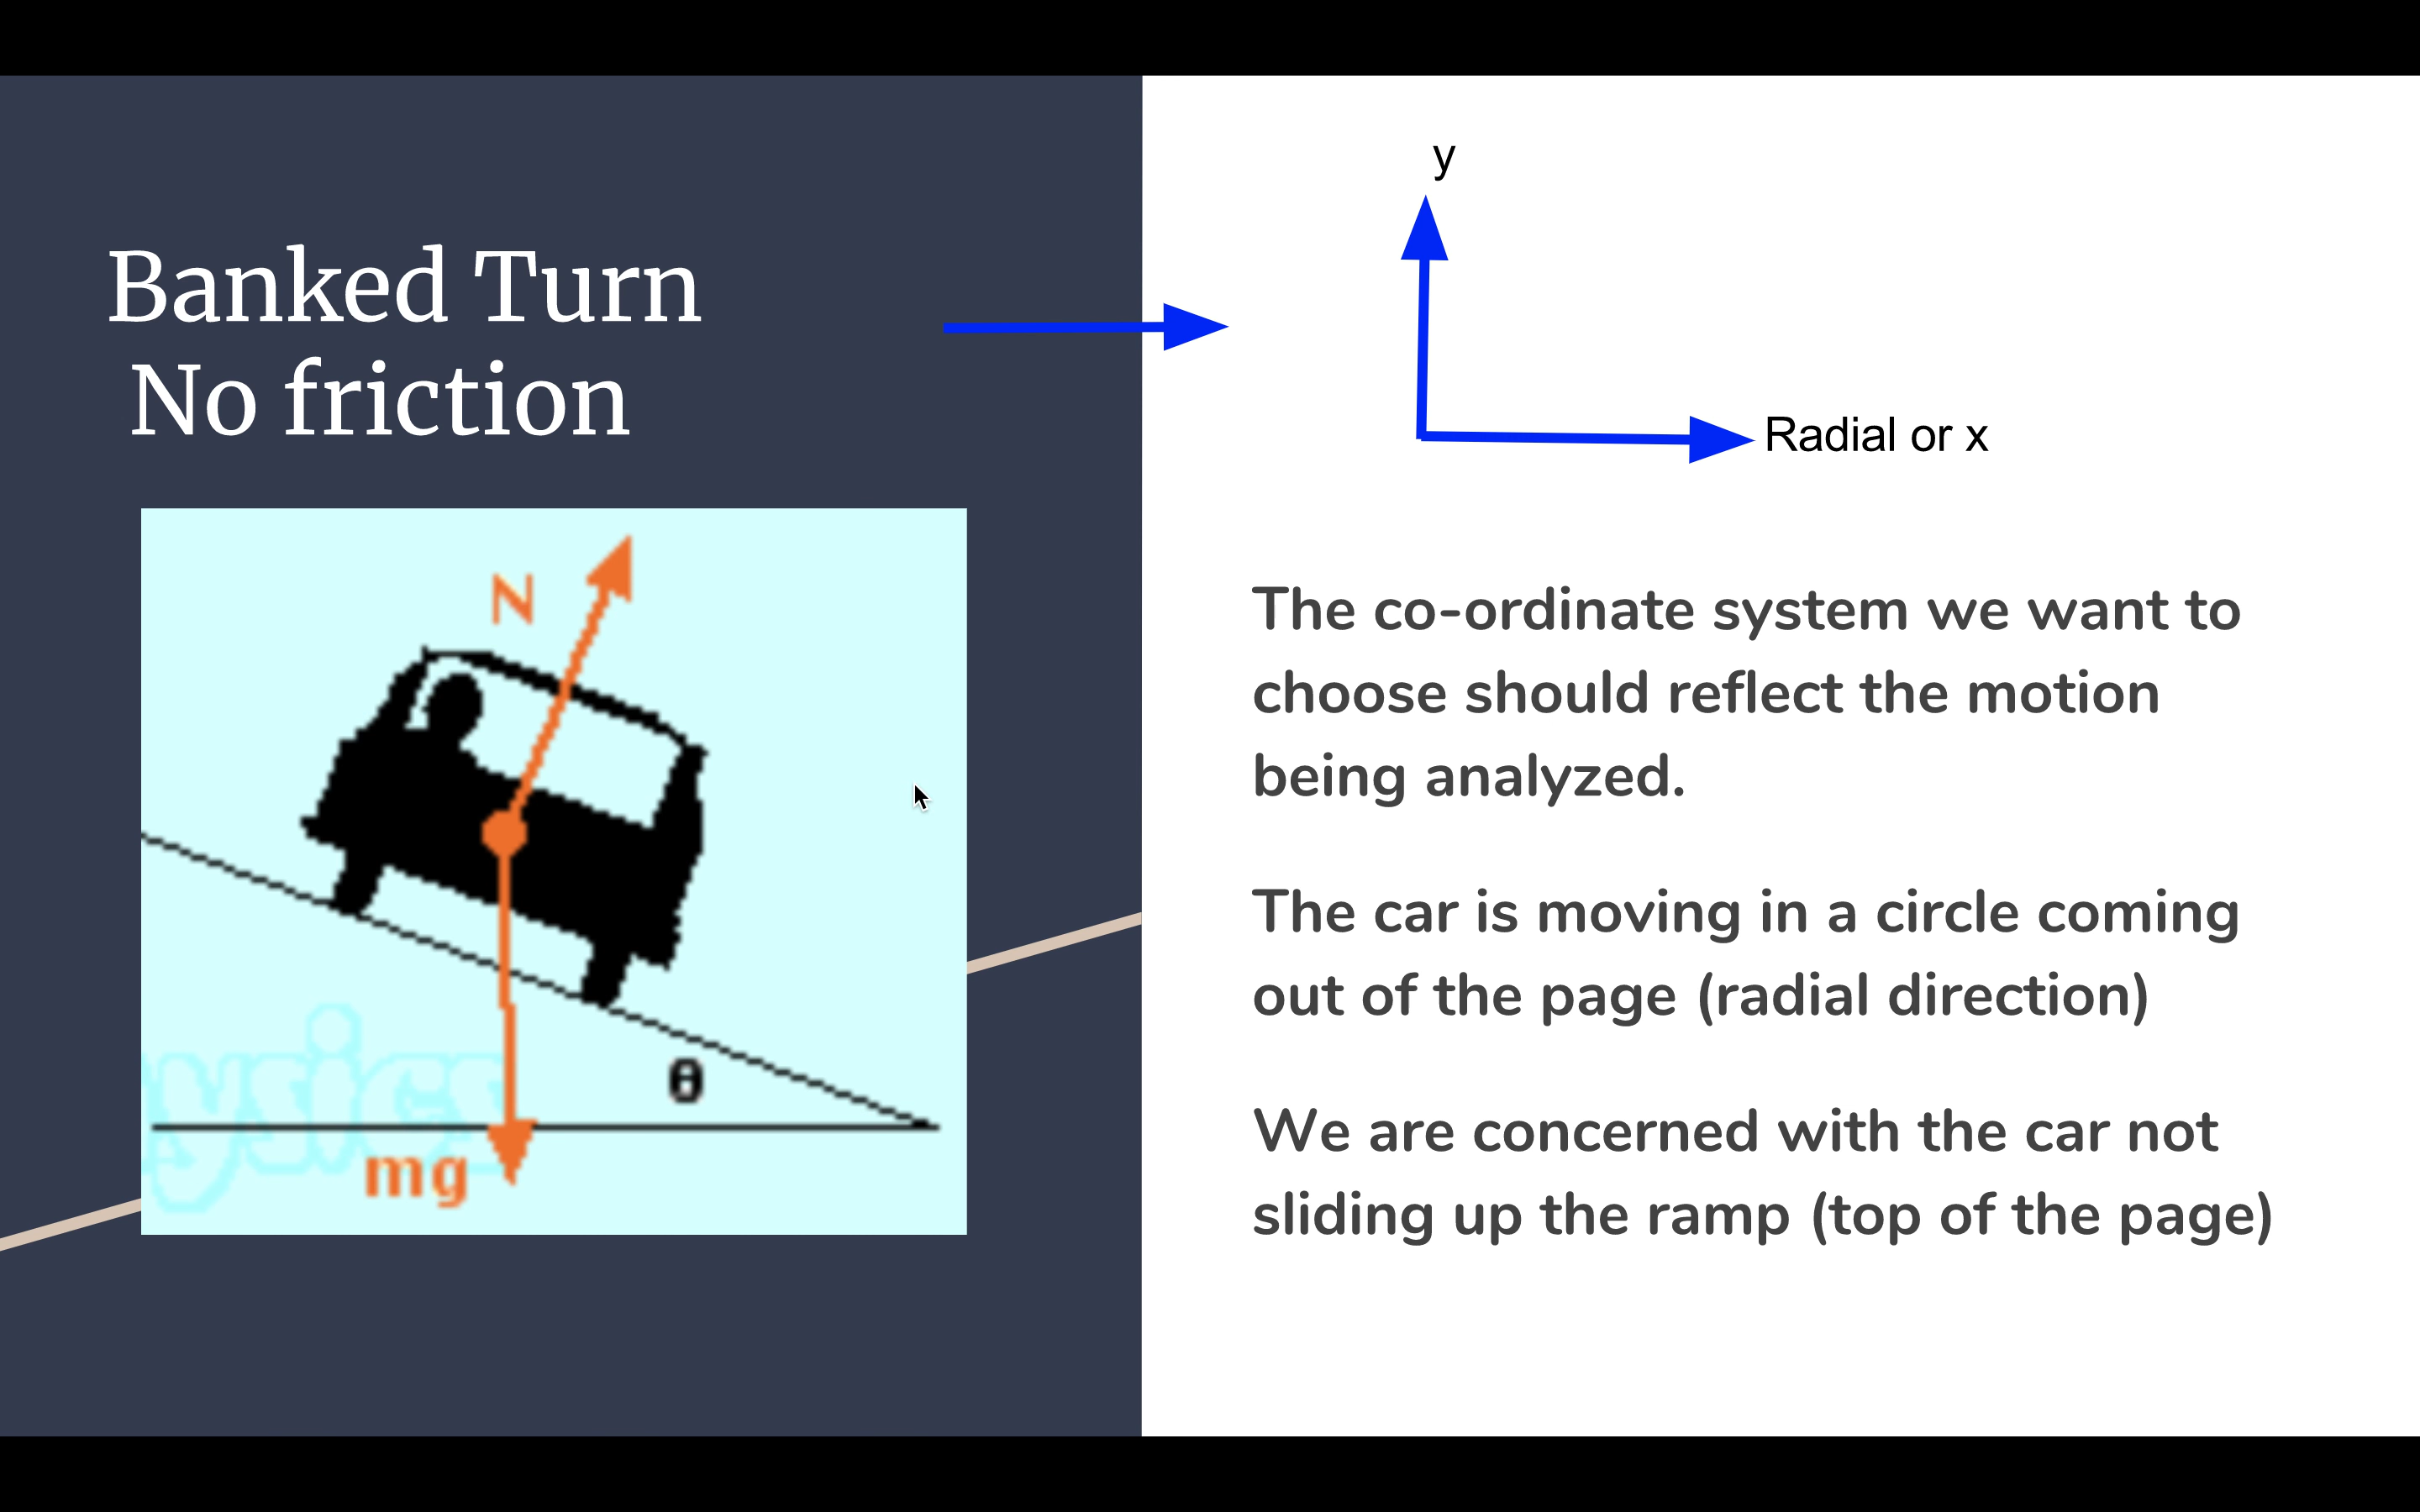 Banked Turn
No friction
y
Radial or x
N
θ
mg
The co-ordinate system we want to
choose should reflect the motion
being analyzed.
The car is moving in a circle coming
out of the page (radial direction)
We are concerned with the car not
sliding up the ramp (top of the page)